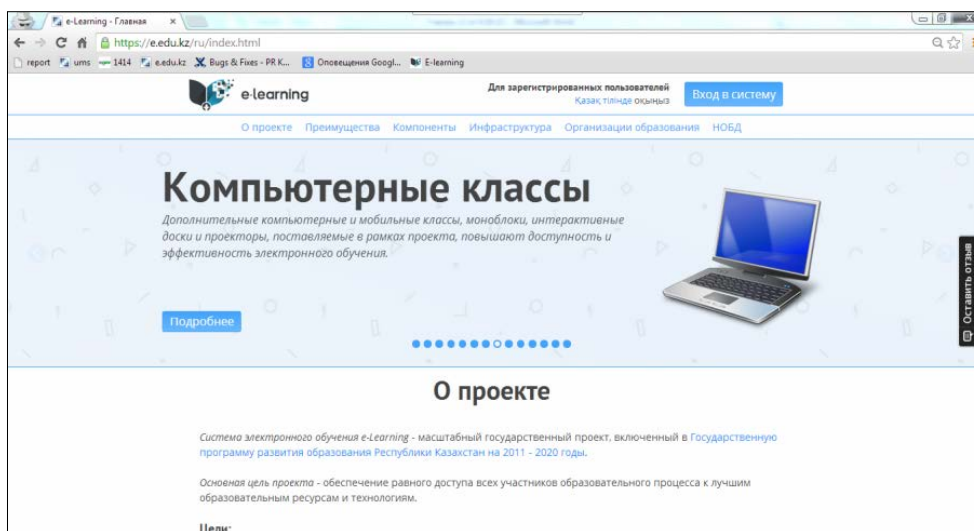 e-Learning - Главная
https://e.edu.kz/ru/index.html
report ums 1414 e.edu.kz Bugs & Fixes - PR K... Оповещения Googl... E-learning
e-learning
Для зарегистрированных пользователей
Қазақ тілінде оқыңыз
Вход в систему
О проекте Преимущества Компоненты Инфраструктура Организации образования НОБД
Компьютерные классы
Дополнительные компьютерные и мобильные классы, моноблоки, интерактивные
доски и проекторы, поставляемые в рамках проекта, повышают доступность и
эффективность электронного обучения.
Подробнее
Оставить отзыв
О проекте
Система электронного обучения e-Learning - масштабный государственный проект, включенный в Государственную
программу развития образования Республики Казахстан на 2011 - 2020 годы.
Основная цель проекта - обеспечение равного доступа всех участников образовательного процесса к лучшим
образовательным ресурсам и технологиям.
Цели: